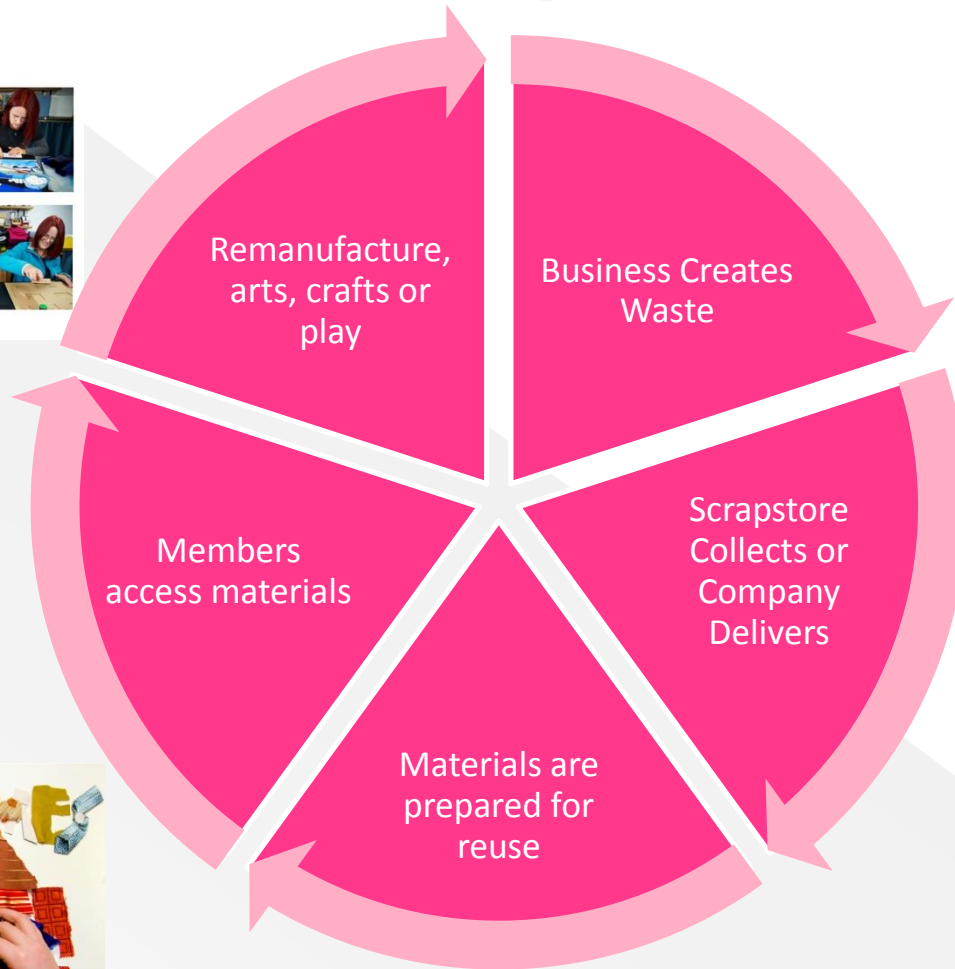 Business Creates
Waste
Scrapstore
Collects or
Company
Delivers
Materials are
prepared for
reuse
Members
access materials
Remanufacture,
arts, crafts or
play